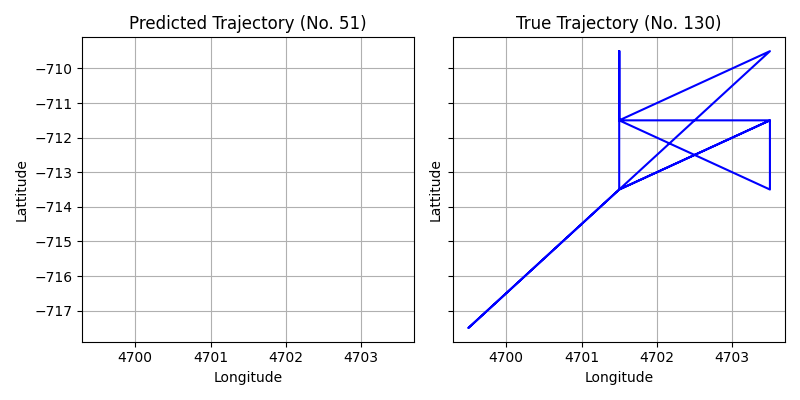 Predicted Trajectory (No. 51)
True Trajectory (No. 130)
Lattitude
−710
−711
−712
−713
−714
−715
−716
−717
4700 4701 4702 4703
Longitude
Lattitude
4700 4701 4702 4703
Longitude